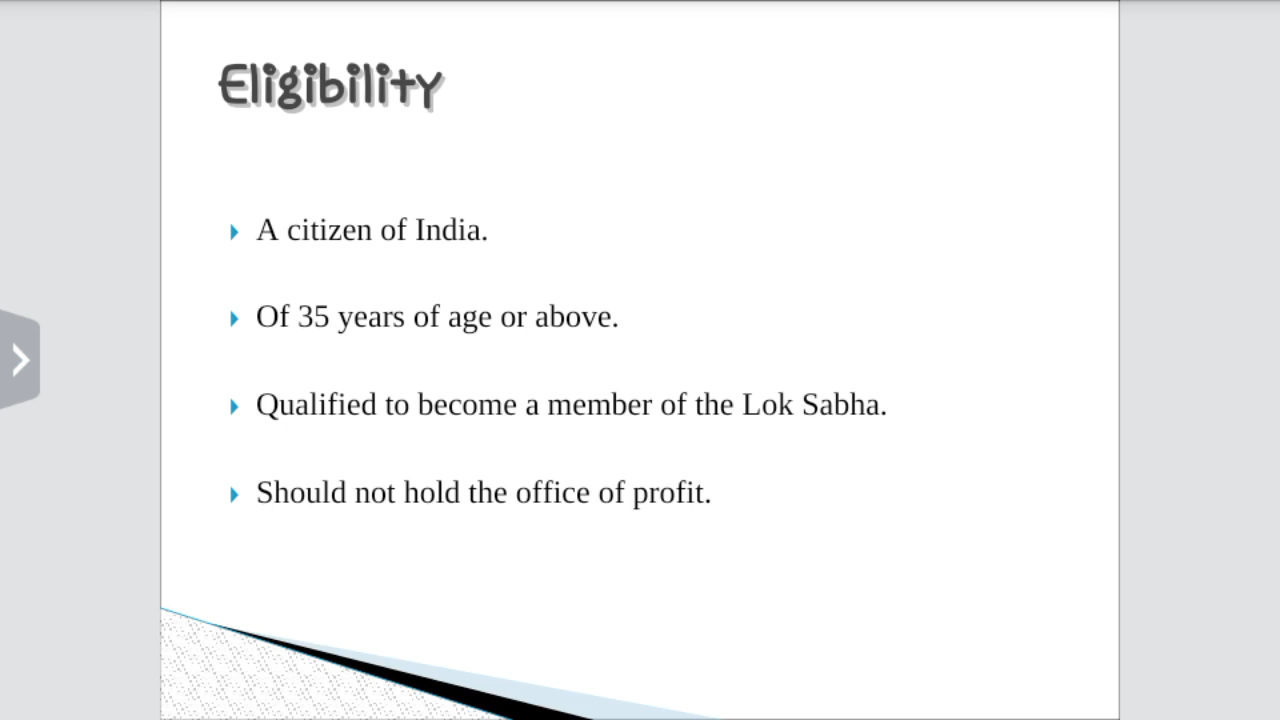 Eligibility
A citizen of India.
Of 35 years of age or above.
Qualified to become a member of the Lok Sabha.
Should not hold the office of profit.